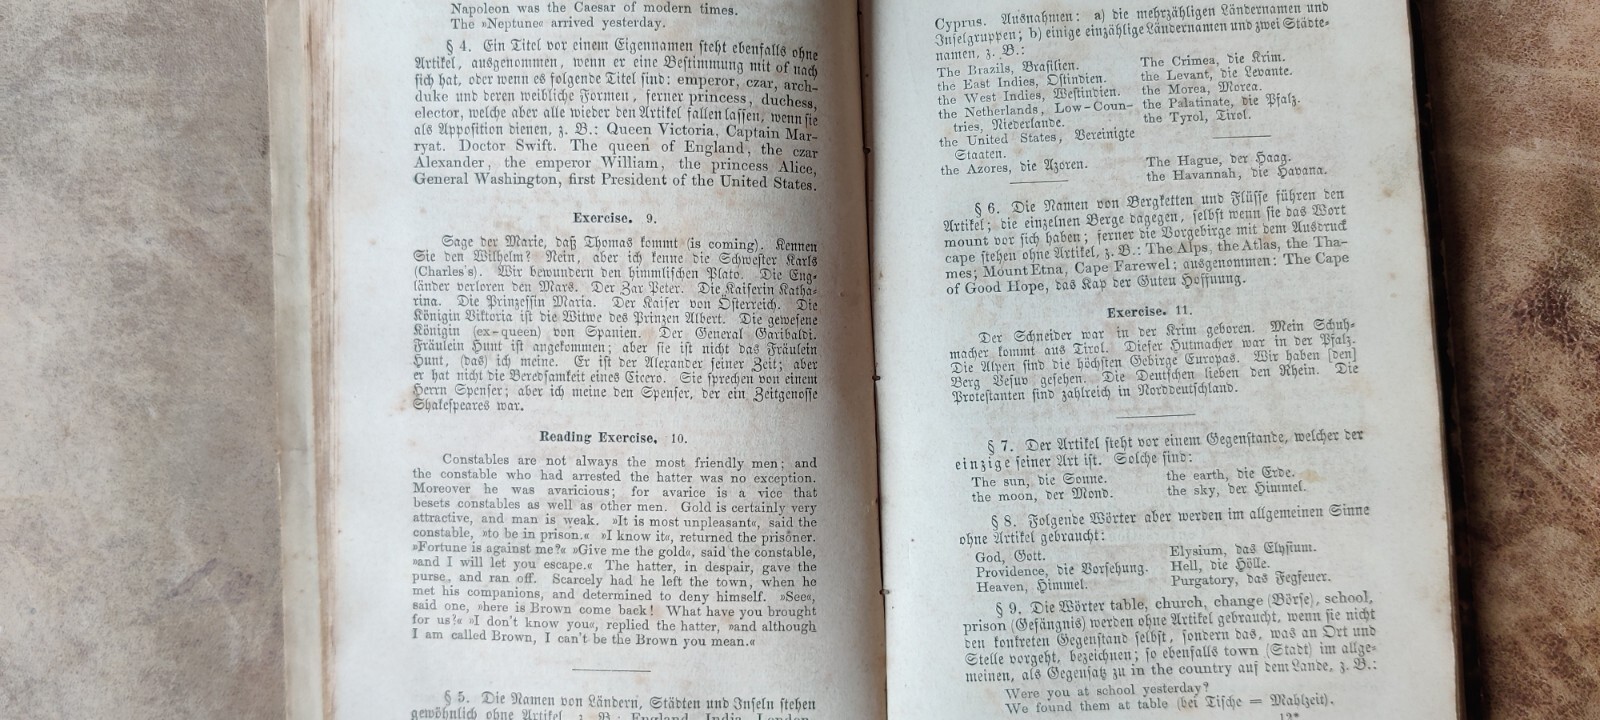 Napoleon was the Caesar of modern times.
The »Neptune« arrived yesterday.
§ 4. Ein Titel vor einem Eigennamen steht ebenfalls ohne
Artikel, ausgenommen, wenn er eine Bestimmung mit of nach
sich hat, oder wenn es folgende Titel sind: emperor, czar, arch-
duke und deren weibliche Formen, ferner princess, duchess,
elector, welche aber alle wieder den Artikel fallen lassen, wenn sie
als Apposition dienen, z. B.: Queen Victoria, Captain Mar-
ryat. Doctor Swift. The queen of England, the czar
Alexander, the emperor William, the princess Alice,
General Washington, first President of the United States.
Exercise. 9.
Sage der Marie, daß Thomas kommt (is coming). Kennen
Sie den Wilhelm? Nein, aber ich kenne die Schwester Karls
(Charles's). Wir bewundern den himmlischen Plato. Die Eng-
länder verloren den Mars. Der Zar Peter. Die Kaiserin Katha-
rina. Die Prinzessin Maria. Der Kaiser von Österreich. Die
Königin Viktoria ist die Witwe des Prinzen Albert. Die gewesene
Königin (ex-queen) von Spanien. Der General Garibaldi.
Fräulein Hunt ist angekommen; aber sie ist nicht das Fräulein
Hunt, (das) ich meine. Er ist der Alexander seiner Zeit; aber
er hat nicht die Beredsamkeit eines Cicero. Sie sprechen von einem
Herrn Spenser; aber ich meine den Spenser, der ein Zeitgenosse
Shakespeares war.
Reading Exercise. 10.
Constables are not always the most friendly men; and
the constable who had arrested the hatter was no exception.
Moreover he was avaricious; for avarice is a vice that
besets constables as well as other men. Gold is certainly very
attractive, and man is weak. »It is most unpleasant«, said the
constable, »to be in prison.« »I know it«, returned the prisoner.
»Fortune is against me?« »Give me the gold«, said the constable,
»and I will let you escape.« The hatter, in despair, gave the
purse, and ran off. Scarcely had he left the town, when he
met his companions, and determined to deny himself. »See«,
said one, »here is Brown come back! What have you brought
for us?« »I don't know you«, replied the hatter, »and although
I am called Brown, I can't be the Brown you mean.«
§ 5. Die Namen von Ländern, Städten und Inseln stehen
gewöhnlich ohne Artikel, z. B.: England, India, London,
Cyprus. Ausnahmen: a) die mehrzähligen Ländernamen und
Inselgruppen; b) einige einzählige Ländernamen und zwei Städte-
namen, z. B.:
The Brazils, Brasilien.
the East Indies, Ostindien.
the West Indies, Westindien.
the Netherlands, Low-Coun-
tries, Niederlande.
the United States, Vereinigte
Staaten.
the Azores, die Azoren.
The Crimea, die Krim.
the Levant, die Levante.
the Morea, Morea.
the Palatinate, die Pfalz.
the Tyrol, Tirol.
The Hague, der Haag.
the Havannah, die Havana.
§ 6. Die Namen von Bergketten und Flüsse führen den
Artikel; die einzelnen Berge dagegen, selbst wenn sie das Wort
mount vor sich haben; ferner die Vorgebirge mit dem Ausdruck
cape stehen ohne Artikel, z. B.: The Alps, the Atlas, the Tha-
mes; Mount Etna, Cape Farewel; ausgenommen: The Cape
of Good Hope, das Kap der Guten Hoffnung.
Exercise. 11.
Der Schneider war in der Krim geboren. Mein Schuh-
macher kommt aus Tirol. Dieser Hutmacher war in der Pfalz.
Die Alpen sind die höchsten Gebirge Europas. Wir haben [den]
Berg Vesuv gesehen. Die Deutschen lieben den Rhein. Die
Protestanten sind zahlreich in Norddeutschland.
§ 7. Der Artikel steht vor einem Gegenstande, welcher der
einzige seiner Art ist. Solche sind:
The sun, die Sonne.
the moon, der Mond.
the earth, die Erde.
the sky, der Himmel.
§ 8. Folgende Wörter aber werden im allgemeinen Sinne
ohne Artikel gebraucht:
God, Gott.
Providence, die Vorsehung.
Heaven, Himmel.
Elysium, das Elysium.
Hell, die Hölle.
Purgatory, das Fegfeuer.
§ 9. Die Wörter table, church, change (Börse), school,
prison (Gefängnis) werden ohne Artikel gebraucht, wenn sie nicht
den konkreten Gegenstand selbst, sondern das, was an Ort und
Stelle vorgeht, bezeichnen; so ebenfalls town (Stadt) im allge-
meinen, als Gegensatz zu in the country auf dem Lande, z. B.:
Were you at school yesterday?
We found them at table (bei Tische = Mahlzeit).